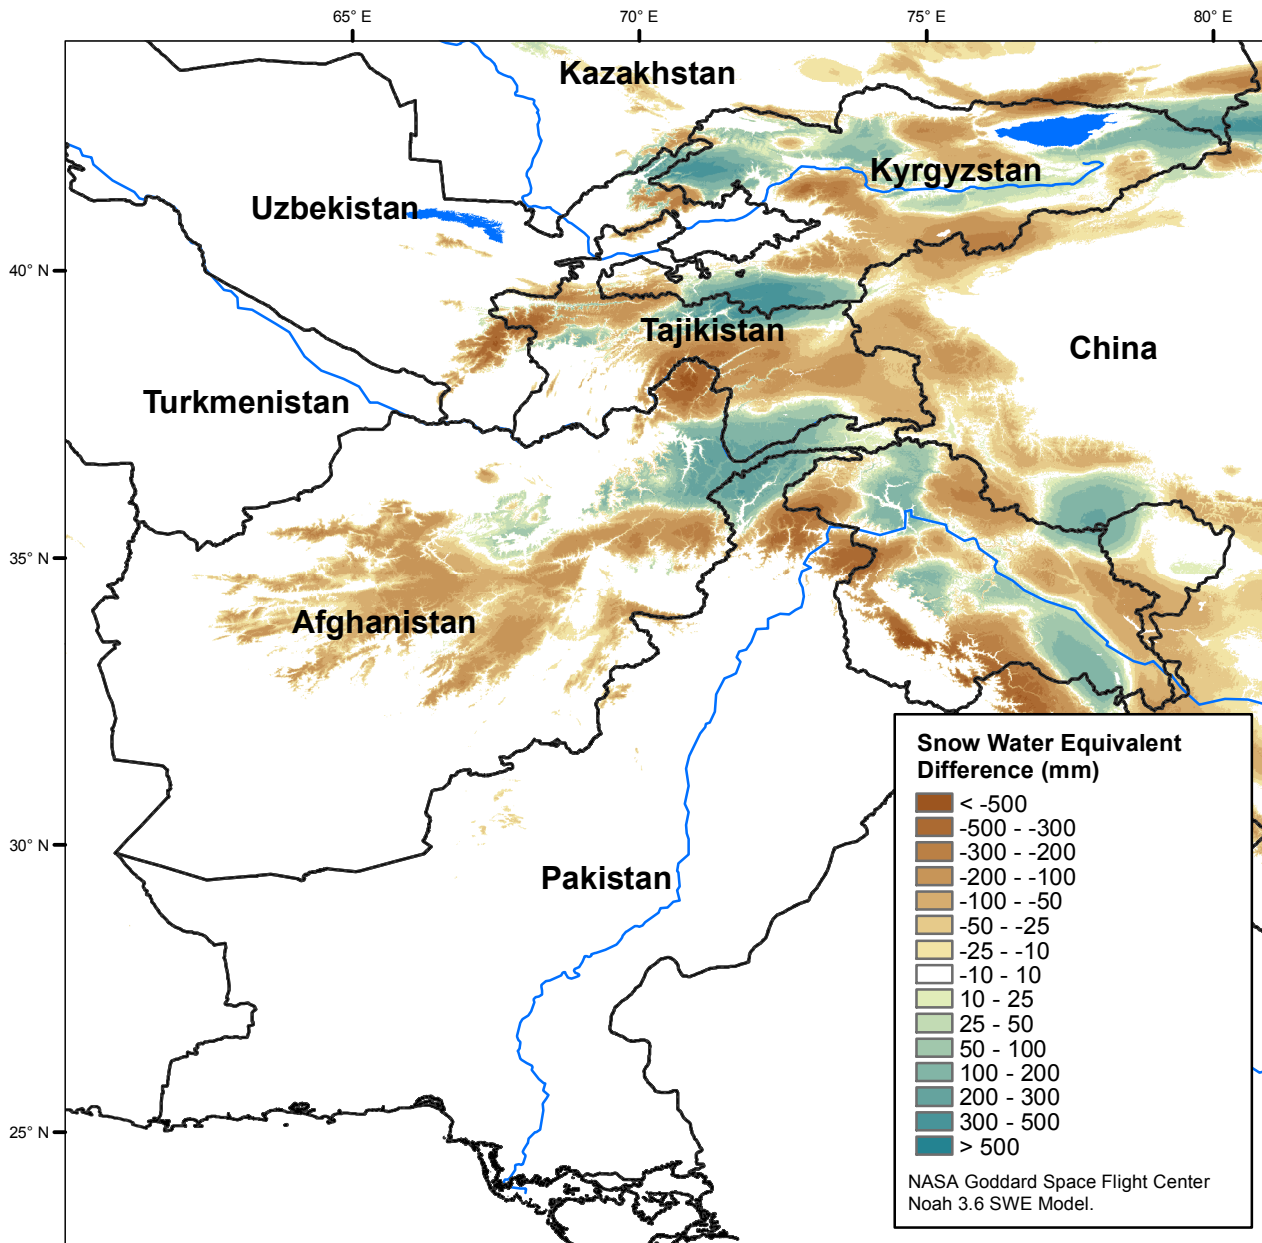 65° E
70° E
75° E
80° E
Kazakhstan
Kyrgyzstan
Uzbekistan
40° N
Tajikistan
China
Turkmenistan
35° N
Afghanistan
30° N
Pakistan
25° N
Snow Water Equivalent
Difference (mm)
< -500
-500 - -300
-300 - -200
-200 - -100
-100 - -50
-50 - -25
-25 - -10
-10 - 10
10 - 25
25 - 50
50 - 100
100 - 200
200 - 300
300 - 500
> 500
NASA Goddard Space Flight Center
Noah 3.6 SWE Model.